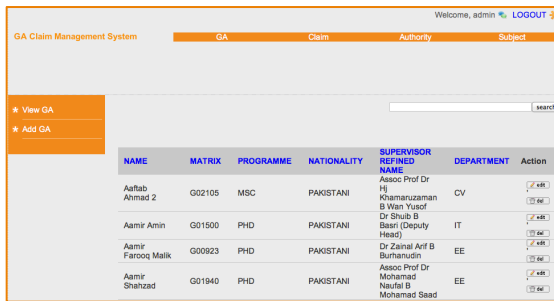 Welcome, admin LOGOUT
GA Claim Management System GA Claim Authority Subject
View GA
search
Add GA
NAME MATRIX PROGRAMME NATIONALITY SUPERVISOR REFINED NAME DEPARTMENT Action
Aaftab Ahmad 2 G02105 MSC PAKISTANI Assoc Prof Dr Hj Khamaruzaman B Wan Yusof CV edit del
Aamir Amin G01500 PHD PAKISTANI Dr Shuib B Basri (Deputy Head) IT edit del
Aamir Farooq Malik G00923 PHD PAKISTANI Dr Zainal Arif B Burhanudin EE edit del
Aamir Shahzad G01940 PHD PAKISTANI Assoc Prof Dr Mohamad Naufal B Mohamad Saad EE edit del